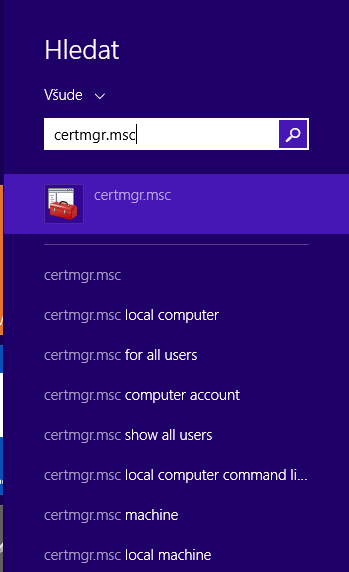 Hledat
Všude
certmgr.msc
certmgr.msc
certmgr.msc
certmgr.msc local computer
certmgr.msc for all users
certmgr.msc computer account
certmgr.msc show all users
certmgr.msc local computer command li...
certmgr.msc machine
certmgr.msc local machine